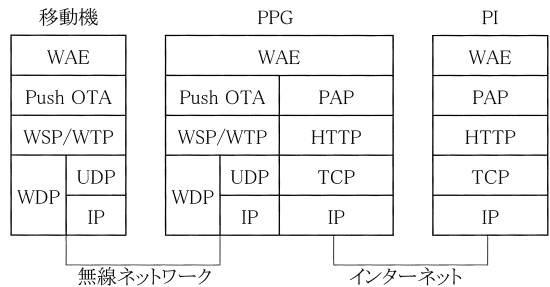 移動機 PPG PI
WAE WAE WAE
Push OTA Push OTA PAP PAP
WSP/WTP WSP/WTP HTTP HTTP
WDP UDP WDP UDP TCP TCP
IP IP IP IP
無線ネットワーク インターネット